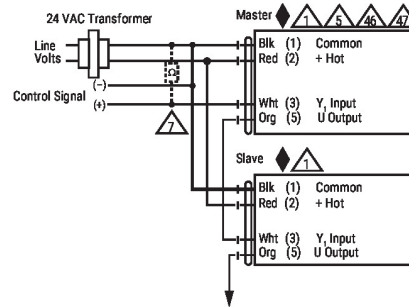 24 VAC Transformer
Master 1 5 46 47
Line Volts
Blk (1) Common
Red (2) + Hot
(−)
Control Signal
(+)
Wht (3) Y1 Input
Org (5) U Output
Ω
7
Slave 1
Blk (1) Common
Red (2) + Hot
Wht (3) Y1 Input
Org (5) U Output